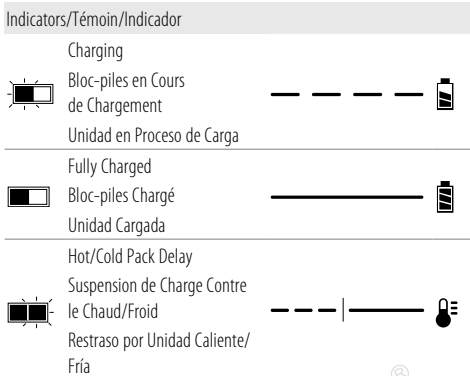 Indicators/Témoin/Indicador
Charging
Bloc-piles en Cours
de Chargement
Unidad en Proceso de Carga
Fully Charged
Bloc-piles Chargé
Unidad Cargada
Hot/Cold Pack Delay
Suspension de Charge Contre
le Chaud/Froid
Restraso por Unidad Caliente/
Fría